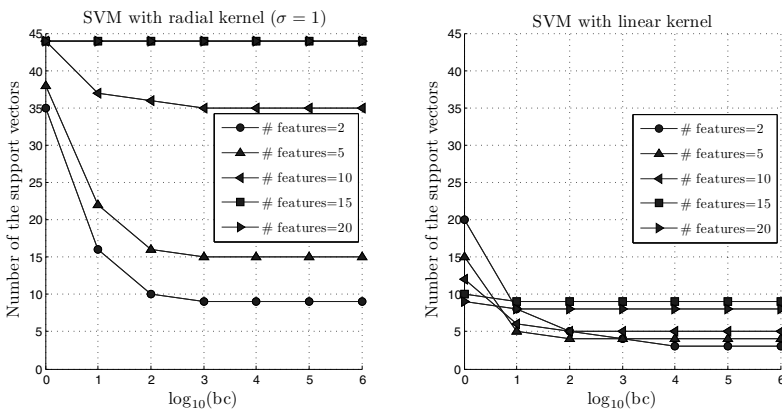 SVM with radial kernel (σ = 1)
Number of the support vectors
45
40
35
30
25
20
15
10
5
0
# features=2
# features=5
# features=10
# features=15
# features=20
0 1 2 3 4 5 6
log₁₀(bc)
SVM with linear kernel
Number of the support vectors
45
40
35
30
25
20
15
10
5
0
# features=2
# features=5
# features=10
# features=15
# features=20
0 1 2 3 4 5 6
log₁₀(bc)